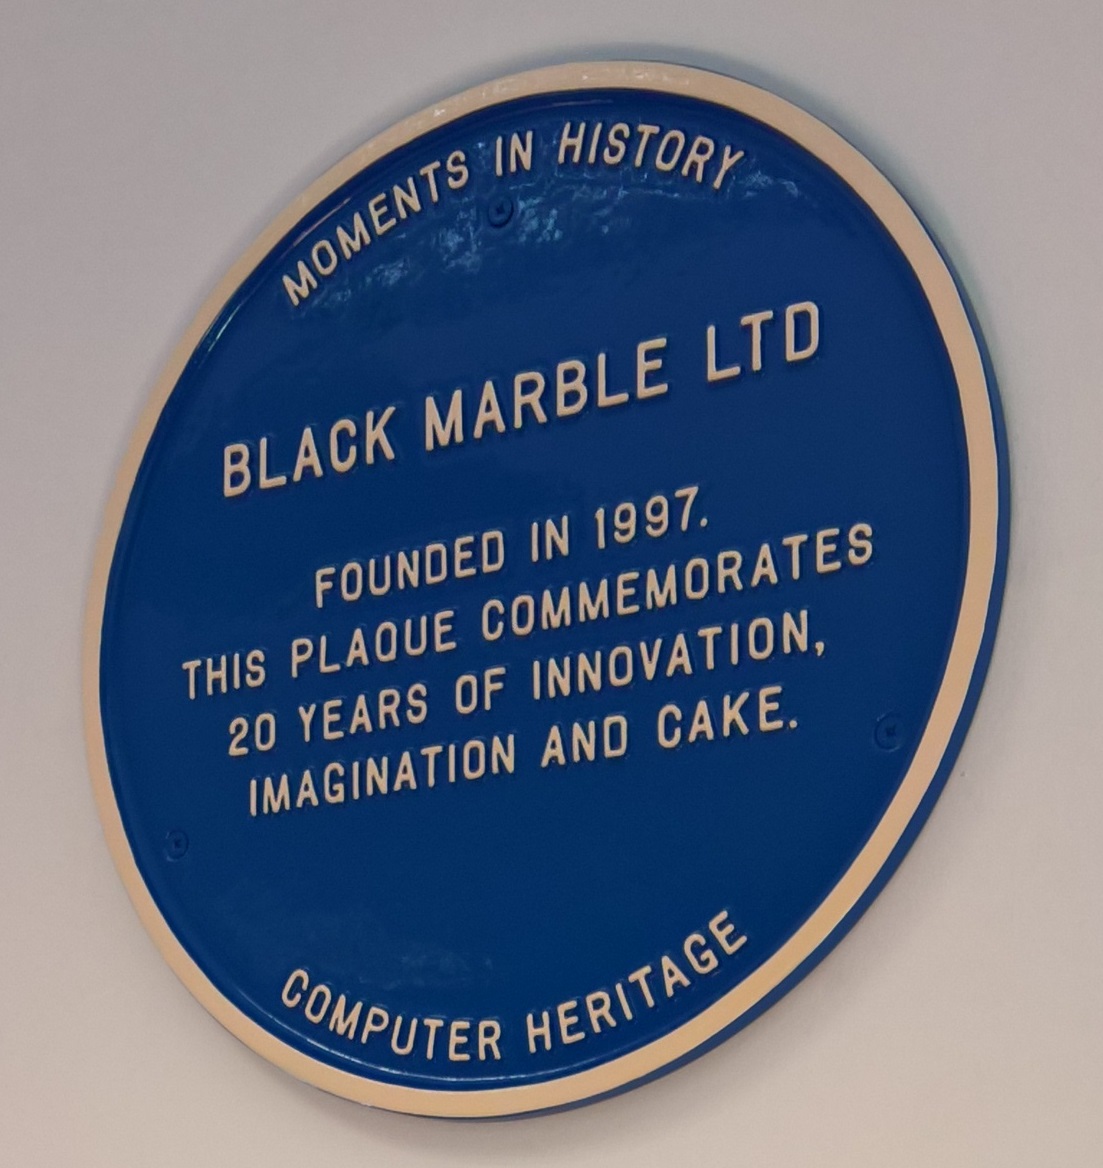 MOMENTS IN HISTORY
BLACK MARBLE LTD
FOUNDED IN 1997.
THIS PLAQUE COMMEMORATES
20 YEARS OF INNOVATION,
IMAGINATION AND CAKE.
COMPUTER HERITAGE